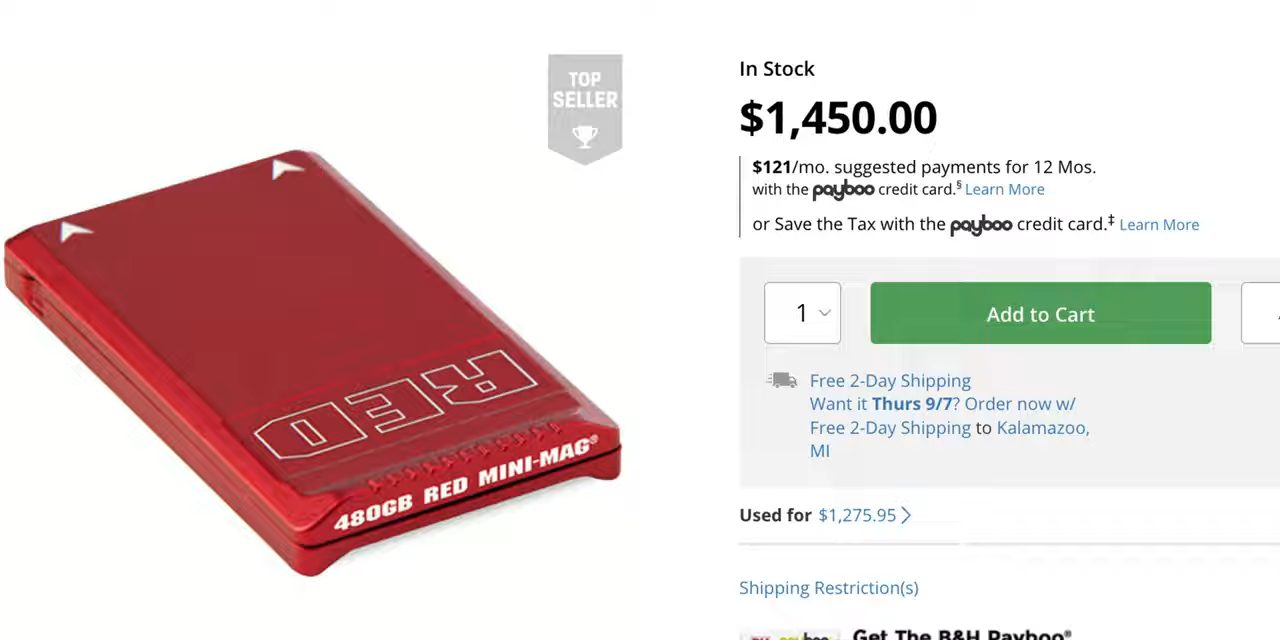 TOP
SELLER
RED
480GB RED MINI-MAG®
In Stock
$1,450.00
$121/mo. suggested payments for 12 Mos.
with the payboo credit card.§ Learn More
or Save the Tax with the payboo credit card.‡ Learn More
1
Add to Cart
Free 2-Day Shipping
Want it Thurs 9/7? Order now w/
Free 2-Day Shipping to Kalamazoo,
MI
Used for $1,275.95
Shipping Restriction(s)
Get The B&H Payboo®